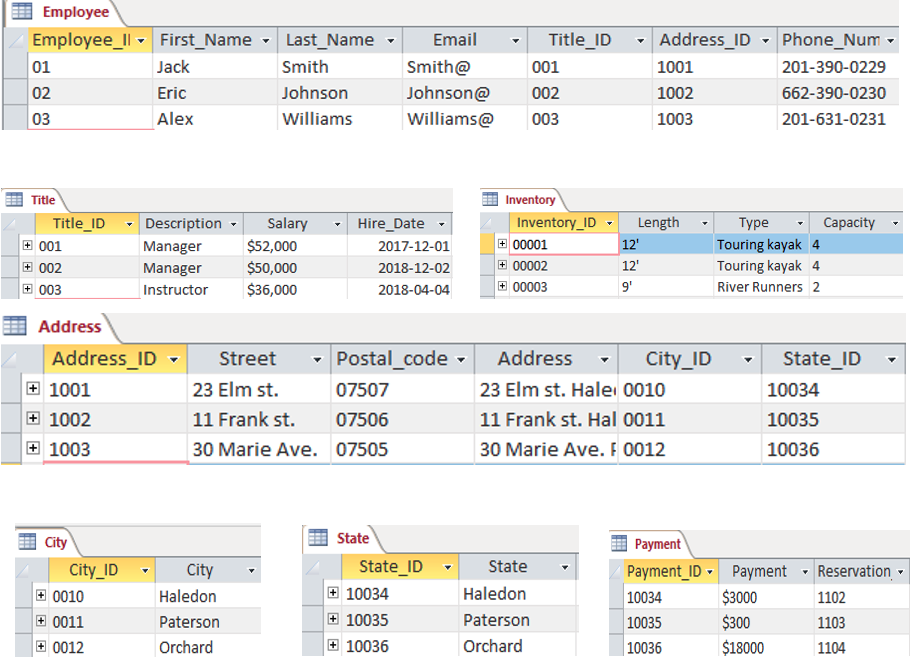 Employee
Employee_I First_Name Last_Name Email Title_ID Address_ID Phone_Num
01 Jack Smith Smith@ 001 1001 201-390-0229
02 Eric Johnson Johnson@ 002 1002 662-390-0230
03 Alex Williams Williams@ 003 1003 201-631-0231
Title
Title_ID Description Salary Hire_Date
001 Manager $52,000 2017-12-01
002 Manager $50,000 2018-12-02
003 Instructor $36,000 2018-04-04
Inventory
Inventory_ID Length Type Capacity
00001 12' Touring kayak 4
00002 12' Touring kayak 4
00003 9' River Runners 2
Address
Address_ID Street Postal_code Address City_ID State_ID
1001 23 Elm st. 07507 23 Elm st. Hale 0010 10034
1002 11 Frank st. 07506 11 Frank st. Hal 0011 10035
1003 30 Marie Ave. 07505 30 Marie Ave. 0012 10036
City
City_ID City
0010 Haledon
0011 Paterson
0012 Orchard
State
State_ID State
10034 Haledon
10035 Paterson
10036 Orchard
Payment
Payment_ID Payment Reservation
10034 $3000 1102
10035 $300 1103
10036 $18000 1104